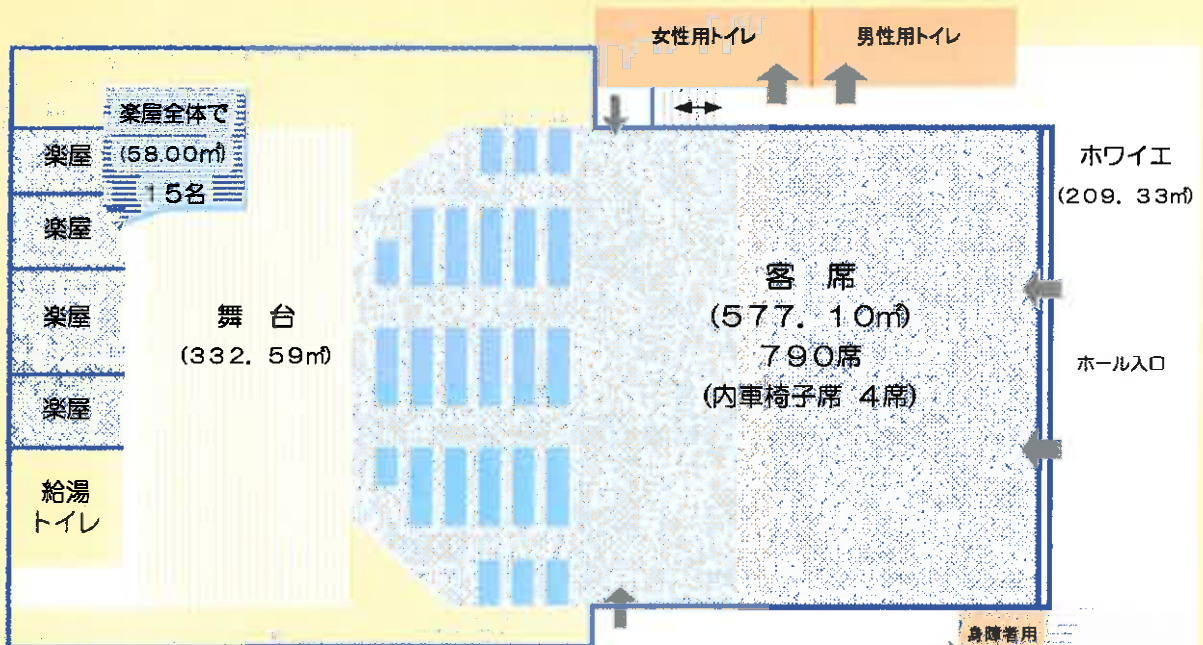 女性用トイレ
男性用トイレ
楽屋全体で
(58.00㎡)
15名
楽屋
楽屋
楽屋
楽屋
給湯
トイレ
舞 台
(332. 59㎡)
客 席
(577. 10㎡)
790席
(内車椅子席 4席)
ホワイエ
(209. 33㎡)
ホール入口
身障者用